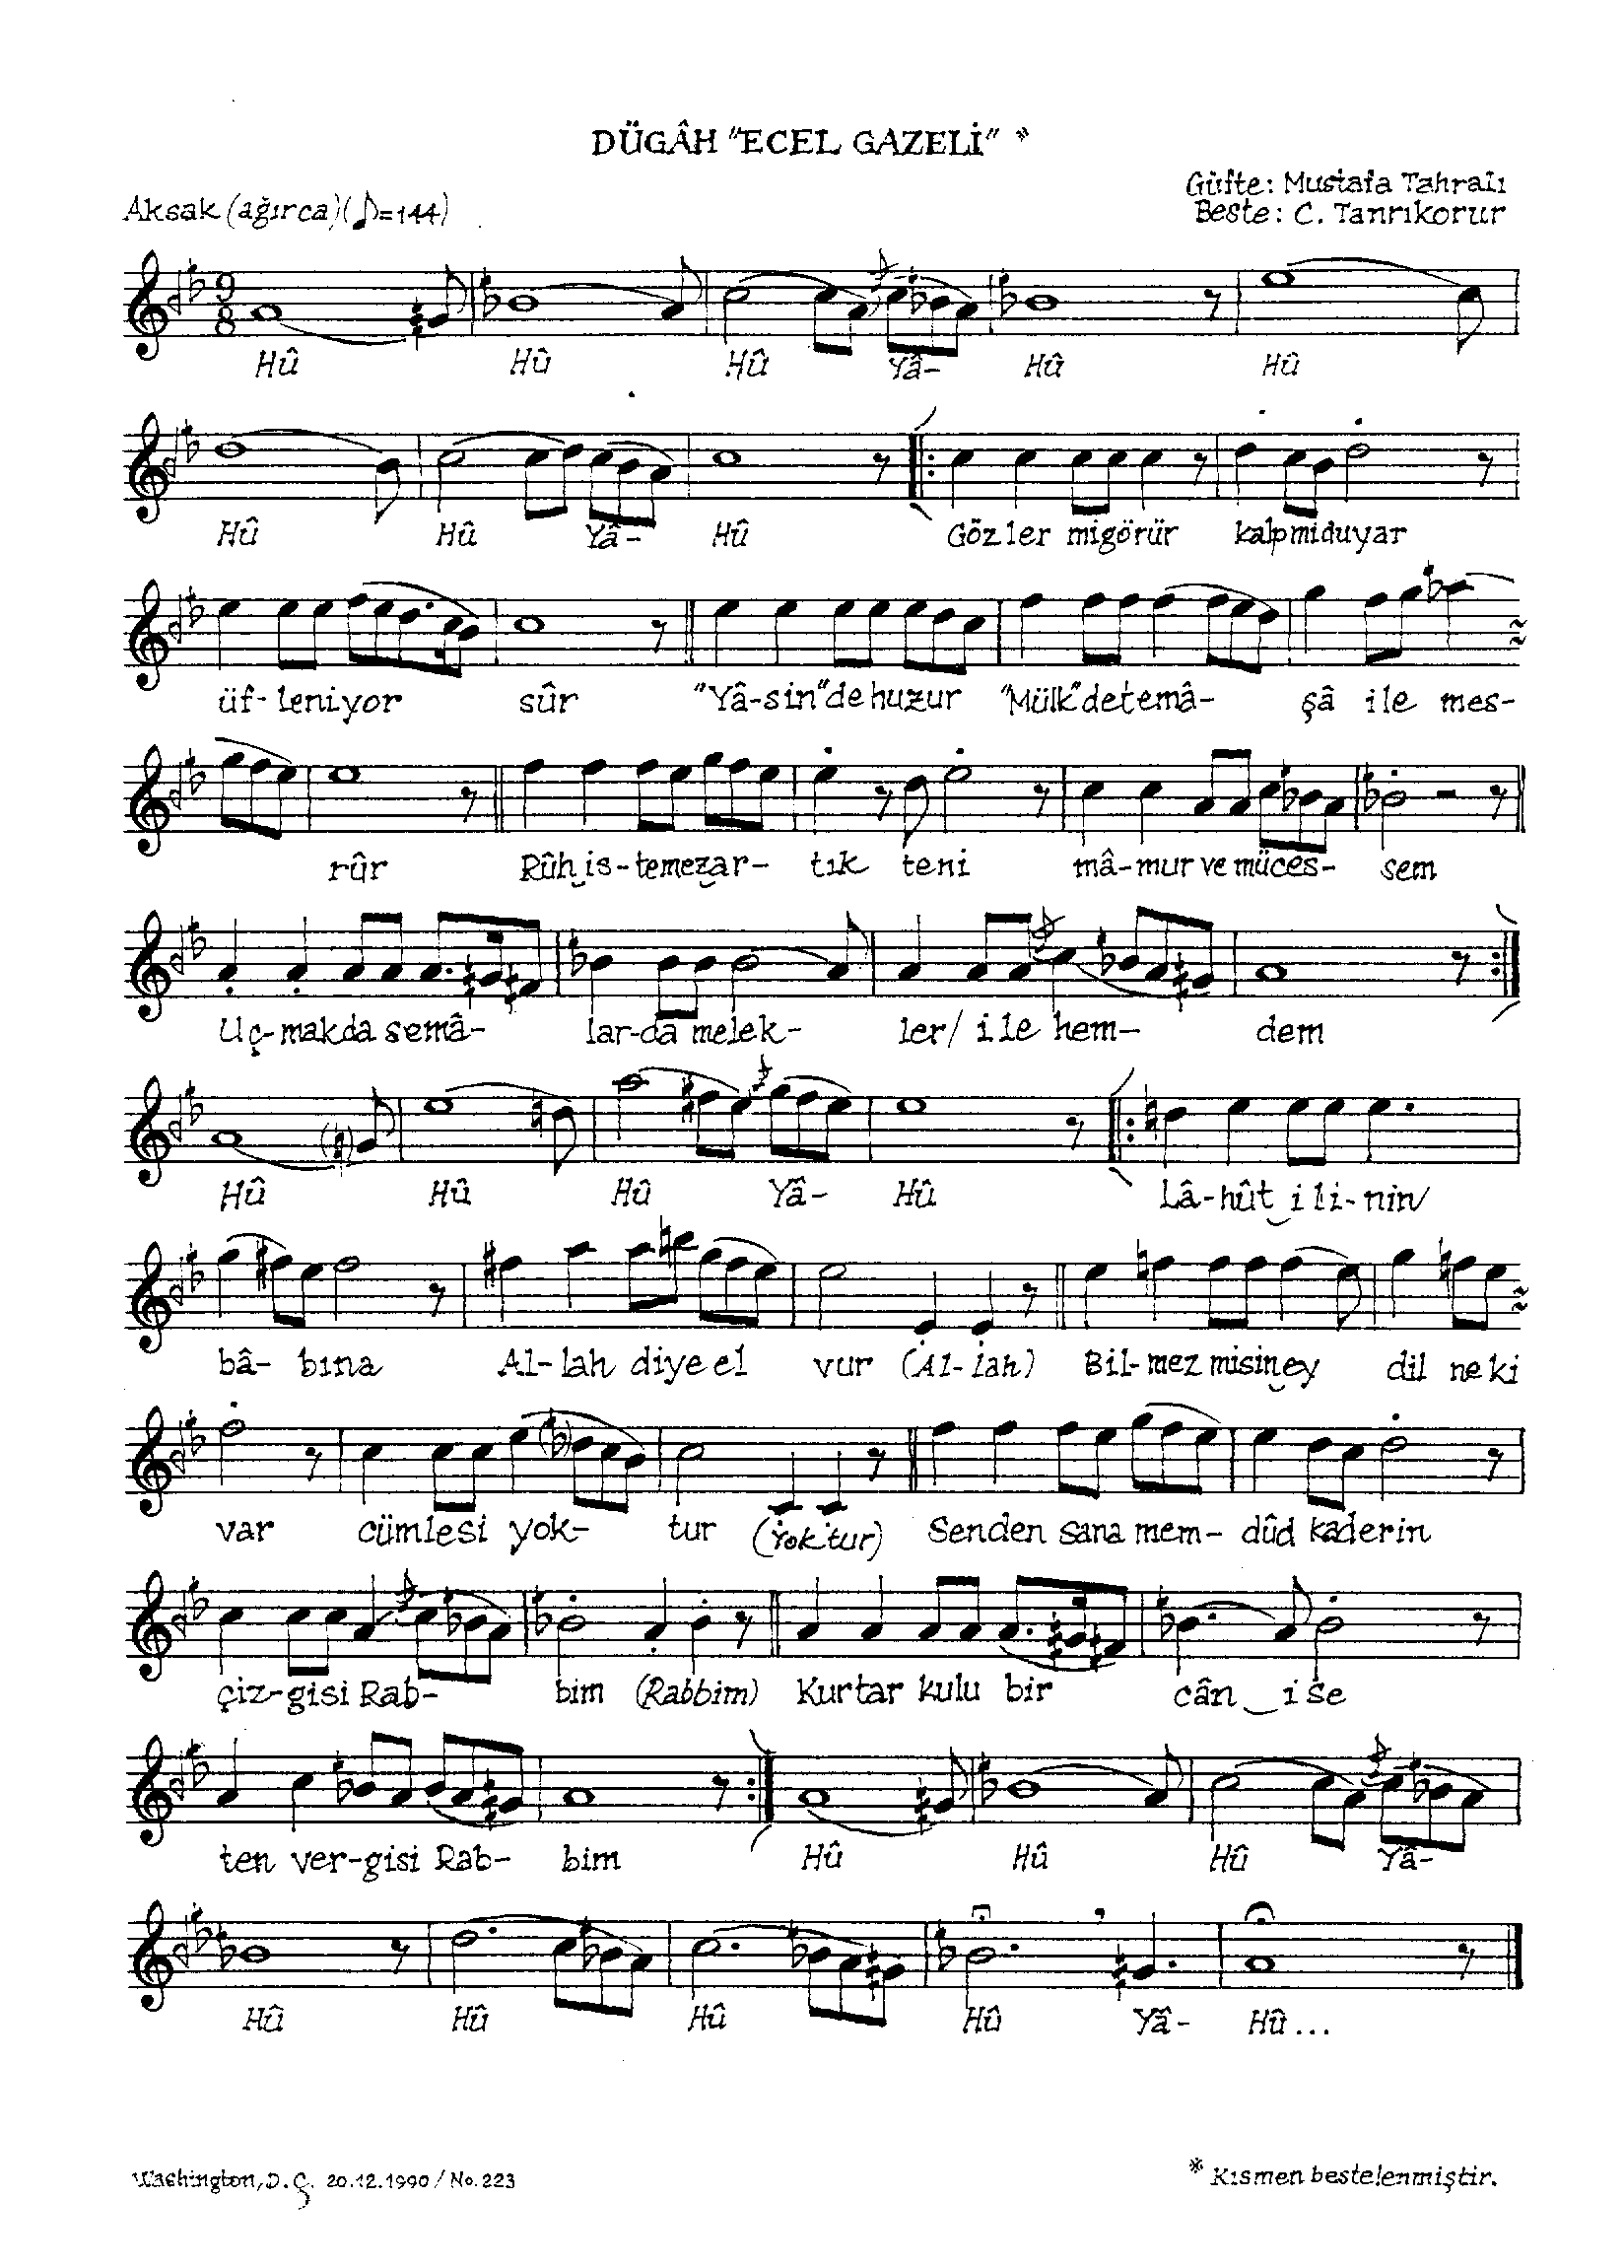 DÜGÂH "ECEL GAZELİ" *
Güfte: Mustafa Tahralı
Aksak (ağırca) (♪=144)
Beste: C. Tanrıkorur
9
8
Hû Hû Hû Yâ- Hû Hû
Hû Hû Yâ- Hû Gözler mi görür kalp mi duyar
üf-leniyor sûr "Yâ-sin" de huzur "Mülk" de temâ- şâ ile mes-
rûr Rûh is-temez ar- tık teni mâ-mur ve müces- sem
Uç-makda semâ- lar-da melek- ler/ ile hem- dem
Hû Hû Hû Yâ- Hû Lâ-hût ili-nin
bâ- bına Al-lah diye el vur (Al-lah) Bil-mez misin ey dil ne ki
var cümlesi yok- tur (Yok-tur) Senden sana mem- dûd kaderin
çiz-gisi Rab- bim (Rabbim) Kurtar kulu bir cân ise
ten ver-gisi Rab- bim Hû Hû Hû Yâ-
Hû Hû Hû Hû Yâ- Hû...
Washington, D.C. 20.12.1990 / No. 223
* Kısmen bestelenmiştir.